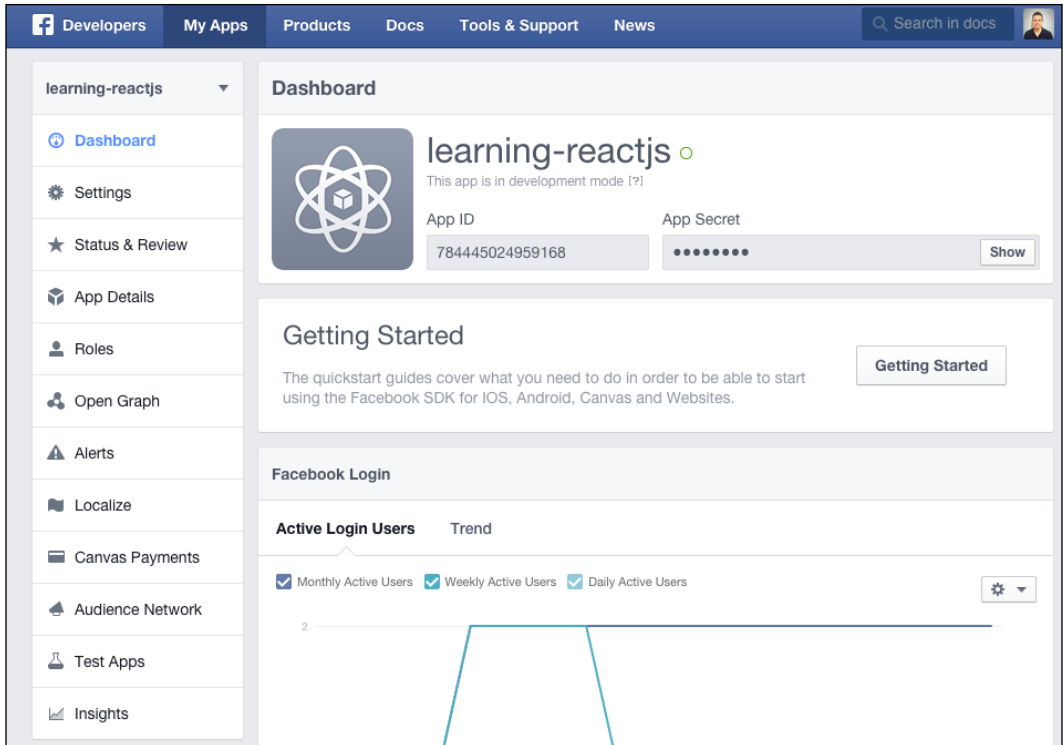 Developers My Apps Products Docs Tools & Support News Search in docs
learning-reactjs
Dashboard
Settings
Status & Review
App Details
Roles
Open Graph
Alerts
Localize
Canvas Payments
Audience Network
Test Apps
Insights
Dashboard
learning-reactjs
This app is in development mode [?]
App ID App Secret
784445024959168 •••••••• Show
Getting Started
The quickstart guides cover what you need to do in order to be able to start
using the Facebook SDK for IOS, Android, Canvas and Websites.
Getting Started
Facebook Login
Active Login Users Trend
Monthly Active Users Weekly Active Users Daily Active Users
2